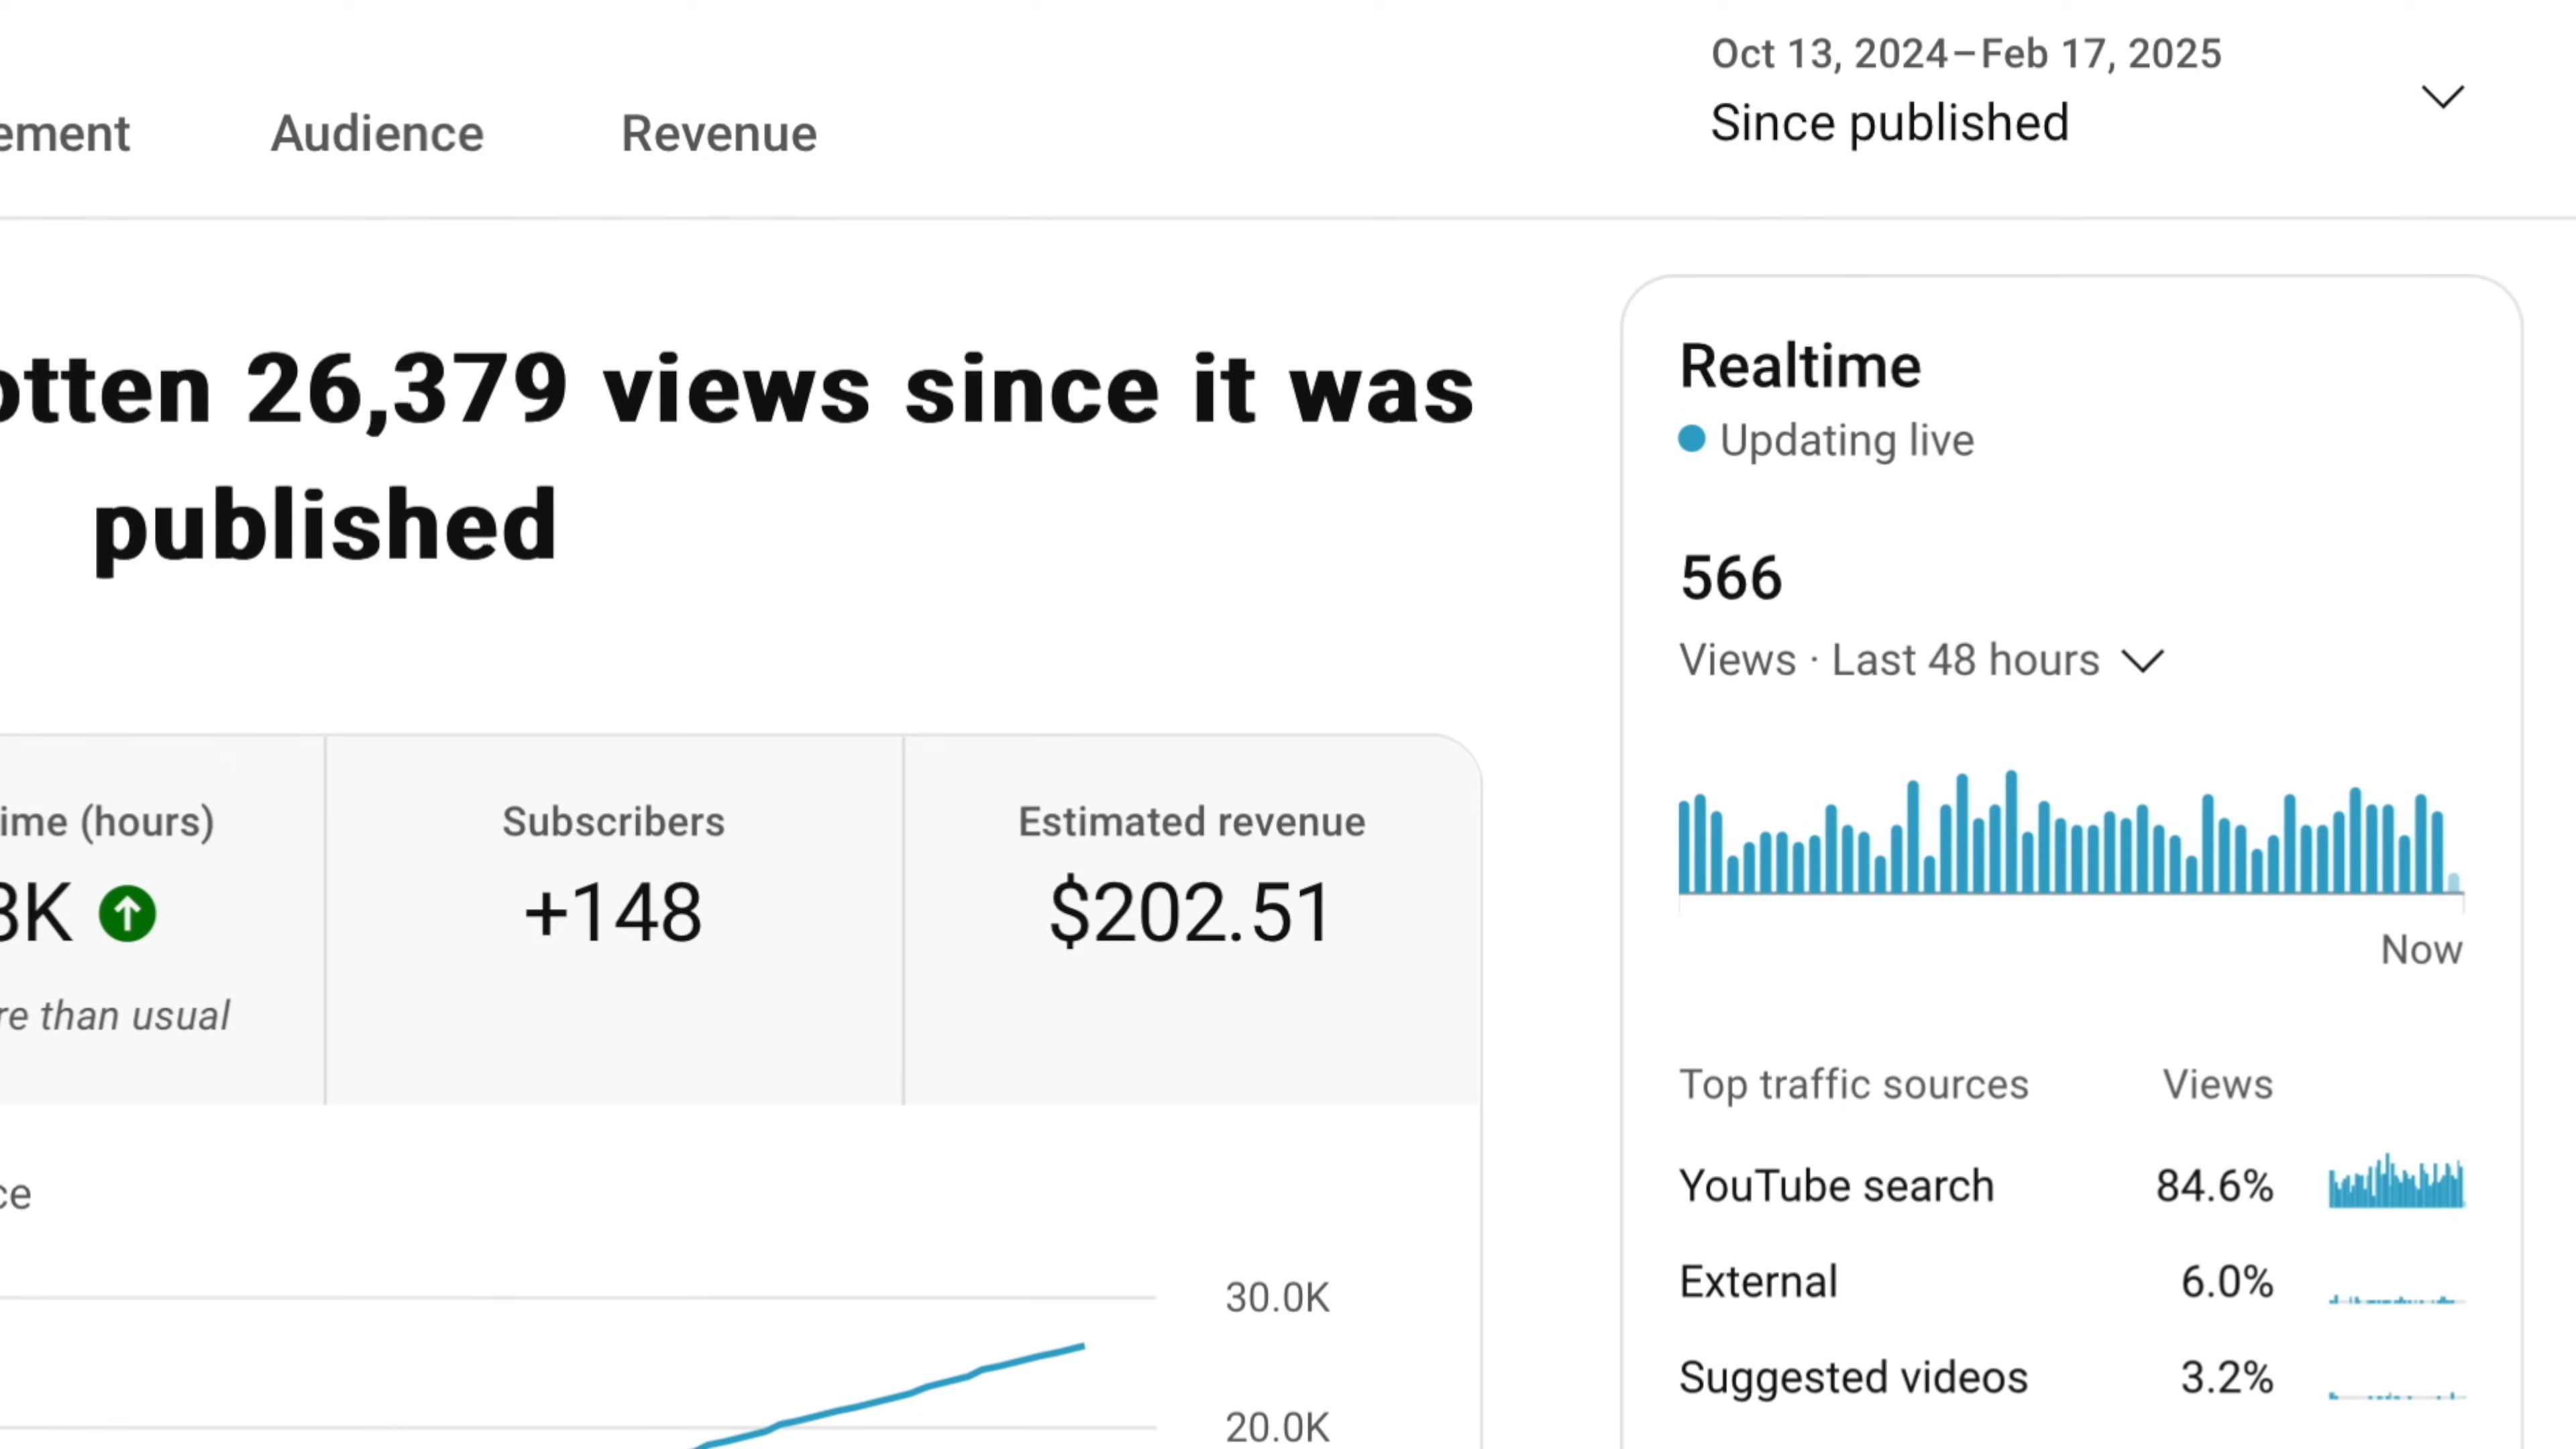 Oct 13, 2024–Feb 17, 2025
Since published
ement Audience Revenue
otten 26,379 views since it was
published
Realtime
Updating live
566
Views · Last 48 hours
ime (hours) Subscribers Estimated revenue
3K +148 $202.51
re than usual
Now
Top traffic sources Views
YouTube search 84.6%
External 6.0%
Suggested videos 3.2%
ce
30.0K
20.0K